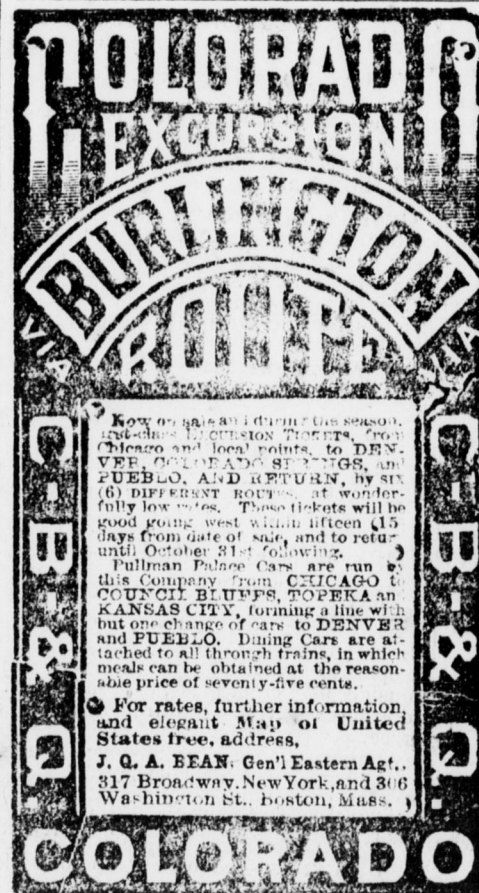 COLORADO
EXCURSION
VIA BURLINGTON VIA
ROUTE
C-B-&-Q.
C-B-&-Q.
Now on sale and during the season,
first-class EXCURSION TICKETS, from
Chicago and local points, to DEN-
VER, COLORADO SPRINGS, and
PUEBLO, AND RETURN, by six
(6) DIFFERENT ROUTES, at wonder-
fully low rates. These tickets will be
good going west within fifteen (15
days from date of sale, and to retur
until October 31st following.
Pullman Palace Cars are run by
this Company from CHICAGO t
COUNCIL BLUFFS, TOPEKA an
KANSAS CITY, forming a line with
but one change of cars to DENVER
and PUEBLO. Dining Cars are at-
tached to all through trains, in which
meals can be obtained at the reason-
able price of seventy-five cents.
For rates, further information,
and elegant Map of United
States free, address,
J. Q. A. BEAN, Gen'l Eastern Agt.,
317 Broadway, New York, and 306
Washington St., Boston, Mass.
COLORADO